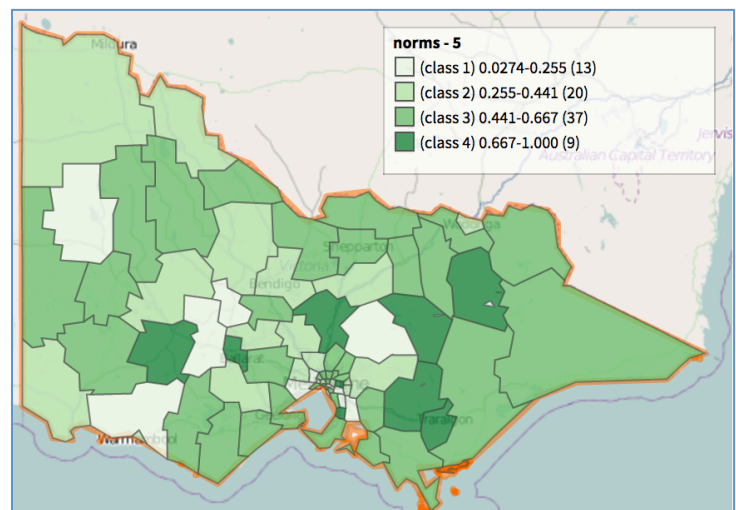 Mildura
norms - 5
(class 1) 0.0274-0.255 (13)
(class 2) 0.255-0.441 (20)
(class 3) 0.441-0.667 (37)
(class 4) 0.667-1.000 (9)
Jervis
Australian Capital Territory
Wodonga
Shepparton
Victoria
Bendigo
Ballarat
Melbourne
Geelong
Traralgon
Warrnambool